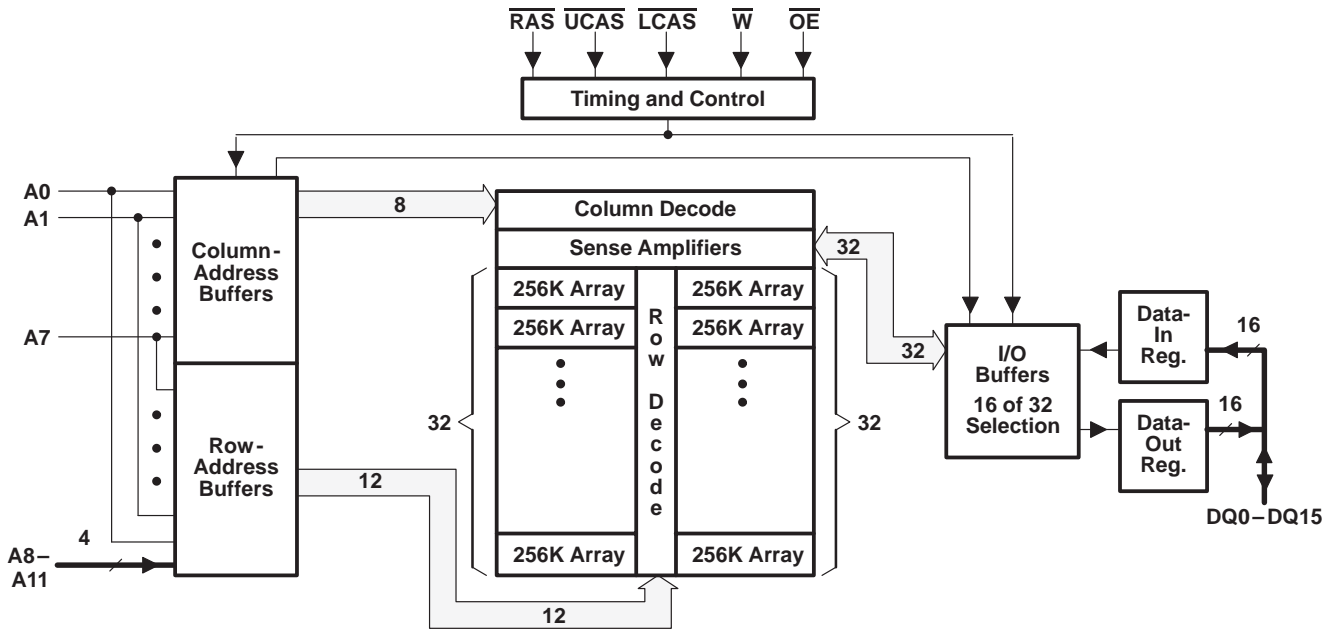 RAS UCAS LCAS W OE
Timing and Control
A0
A1
A7
Column-
Address
Buffers
Row-
Address
Buffers
4
A8–
A11
8
12
12
Column Decode
Sense Amplifiers
256K Array
256K Array
256K Array
Row Decode
256K Array
256K Array
256K Array
32
32
32
32
I/O
Buffers
16 of 32
Selection
Data-
In
Reg.
16
Data-
Out
Reg.
16
DQ0–DQ15